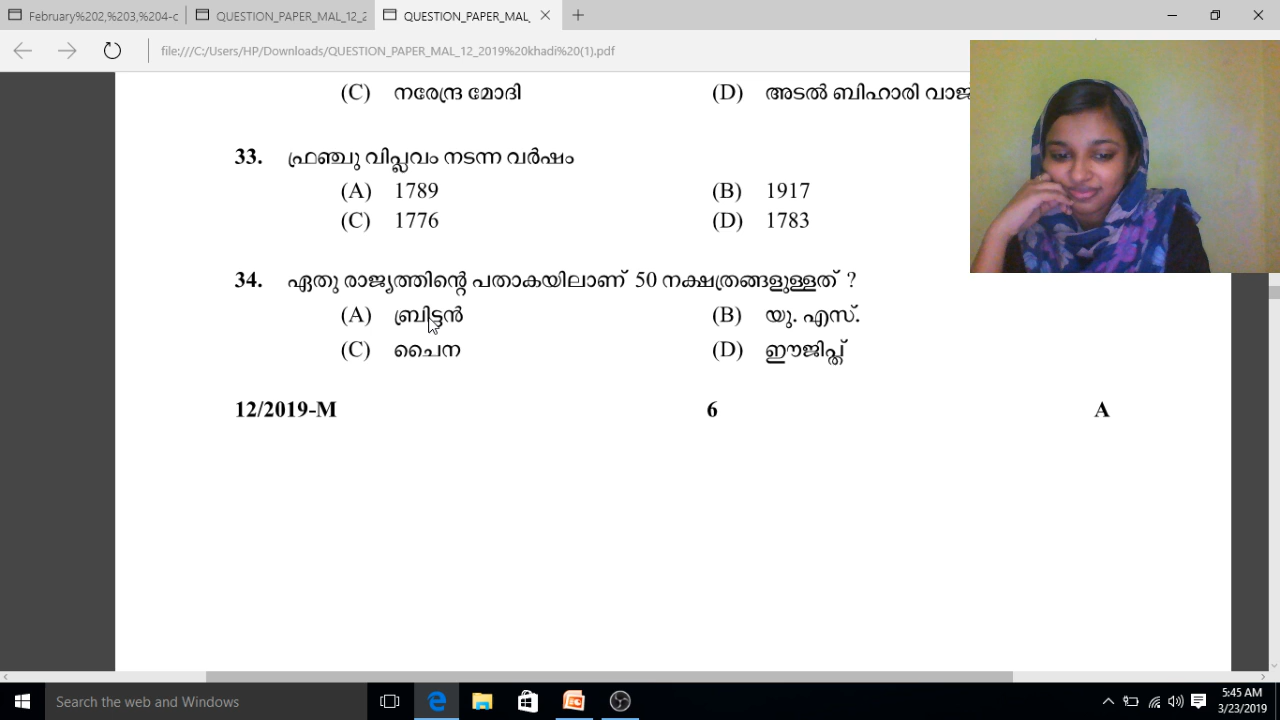 February%202,%203,%204-c QUESTION_PAPER_MAL_12_2 QUESTION_PAPER_MAL_
file:///C:/Users/HP/Downloads/QUESTION_PAPER_MAL_12_2019%20khadi%20(1).pdf
(C) നരേന്ദ്ര മോദി (D) അടൽ ബിഹാരി
33. ഫ്രഞ്ചു വിപ്ലവം നടന്ന വർഷം
(A) 1789 (B) 1917
(C) 1776 (D) 1783
34. ഏതു രാജ്യത്തിന്റെ പതാകയിലാണ് 50 നക്ഷത്രങ്ങളുള്ളത് ?
(A) ബ്രിട്ടൻ (B) യു. എസ്.
(C) ചൈന (D) ഈജിപ്ത്
12/2019-M 6 A
Search the web and Windows
5:45 AM
3/23/2019